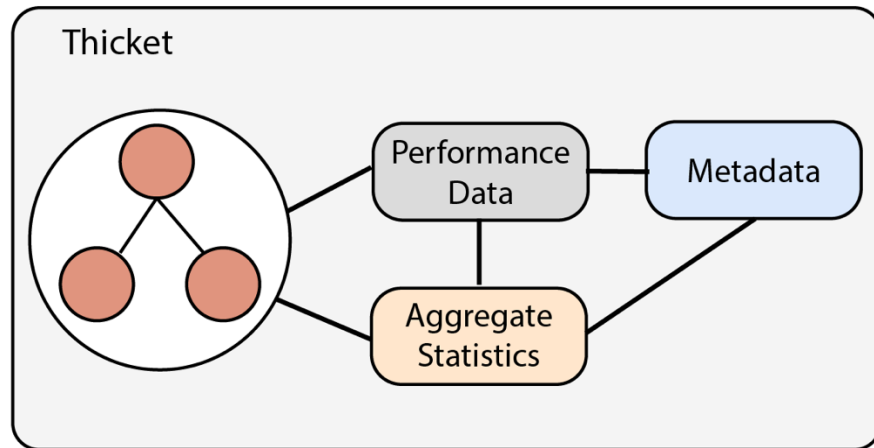 Thicket
Performance
Data
Metadata
Aggregate
Statistics